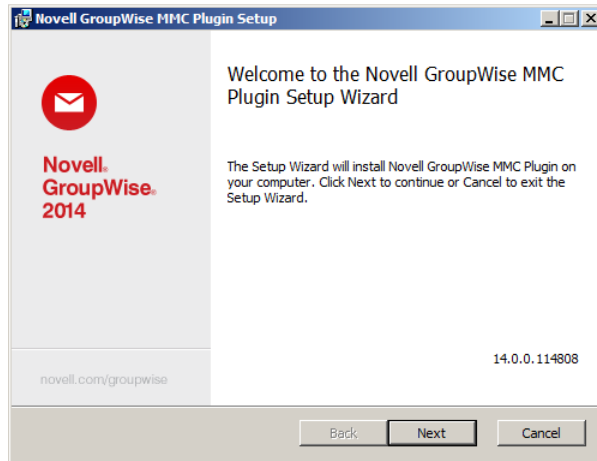 Novell GroupWise MMC Plugin Setup
Welcome to the Novell GroupWise MMC
Plugin Setup Wizard
Novell®
GroupWise®
2014
The Setup Wizard will install Novell GroupWise MMC Plugin on
your computer. Click Next to continue or Cancel to exit the
Setup Wizard.
14.0.0.114808
novell.com/groupwise
Back
Next
Cancel